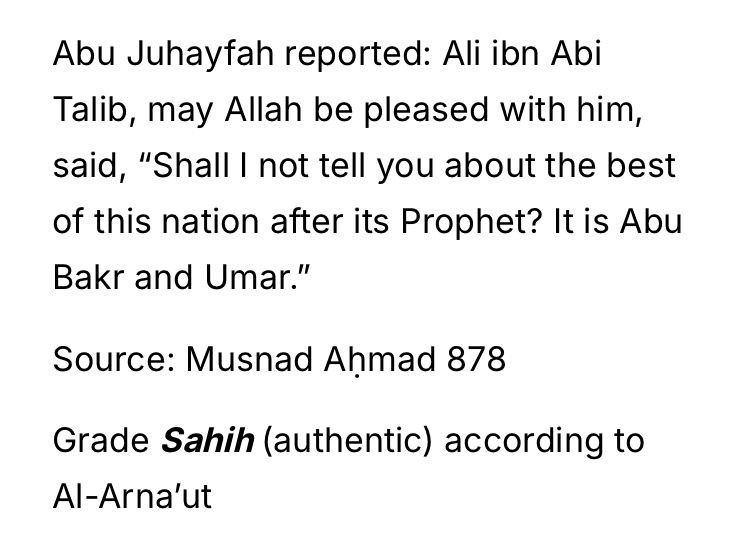 Abu Juhayfah reported: Ali ibn Abi
Talib, may Allah be pleased with him,
said, “Shall I not tell you about the best
of this nation after its Prophet? It is Abu
Bakr and Umar.”
Source: Musnad Aḥmad 878
Grade Sahih (authentic) according to
Al-Arna’ut